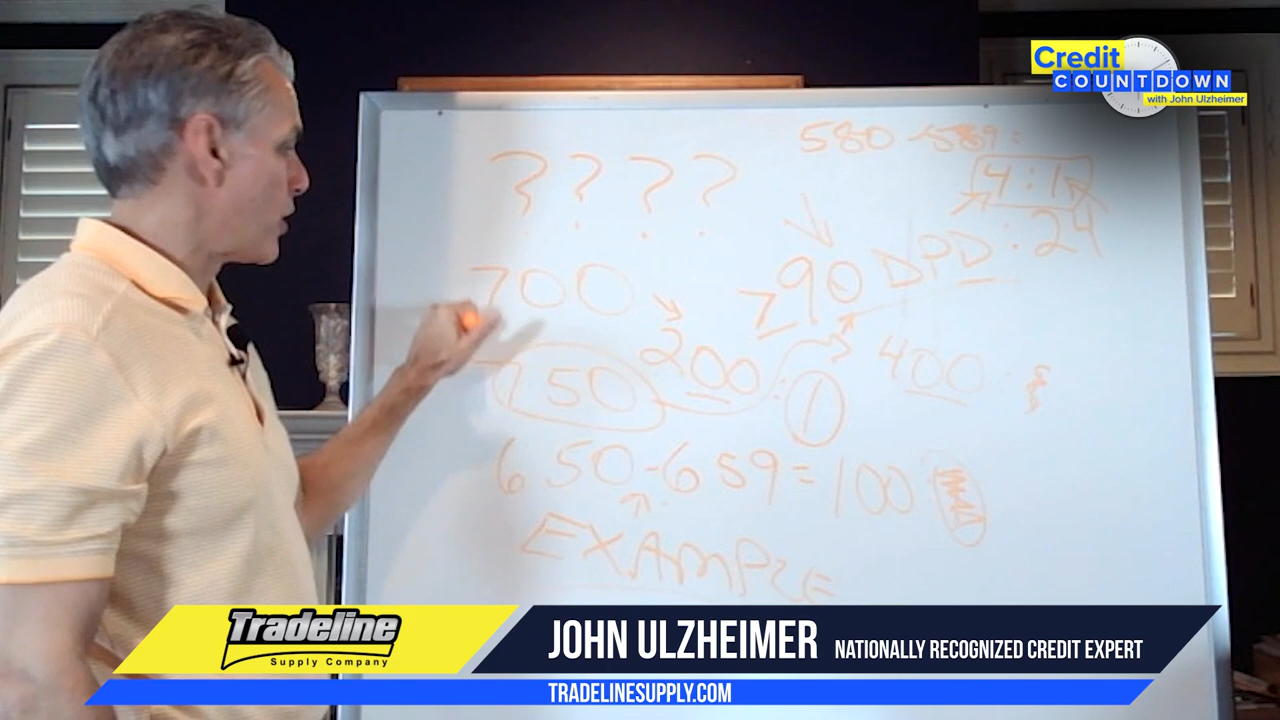 Credit
COUNTDOWN
with John Ulzheimer
580-589=
4:1
? ? ? ?
:24
>90 DPD
700
200:1
400
750
650-659=100
EXAMPLE
Tradeline
Supply Company
JOHN ULZHEIMER NATIONALLY RECOGNIZED CREDIT EXPERT
TRADELINESUPPLY.COM